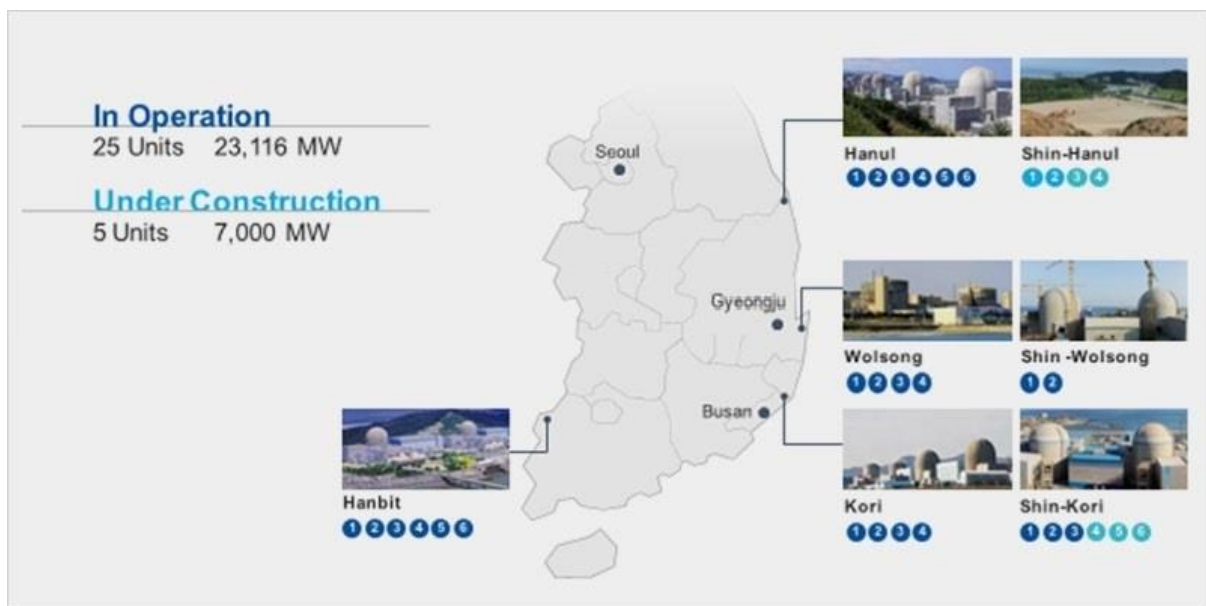 In Operation
25 Units 23,116 MW
Under Construction
5 Units 7,000 MW
Seoul
Gyeongju
Busan
Hanul
1 2 3 4 5 6
Shin-Hanul
1 2 3 4
Wolsong
1 2 3 4
Shin -Wolsong
1 2
Kori
1 2 3 4
Shin-Kori
1 2 3 4 5 6
Hanbit
1 2 3 4 5 6